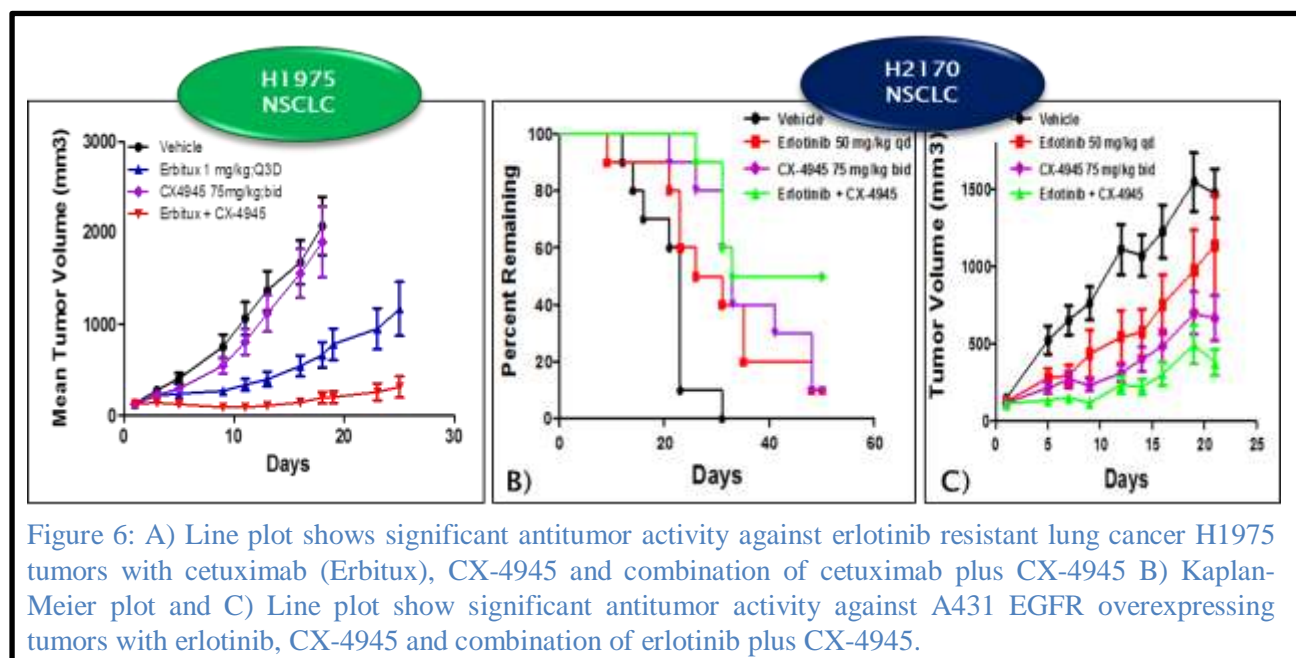 H1975
NSCLC
H2170
NSCLC
Mean Tumor Volume (mm3)
3000
2000
1000
0
Vehicle
Erbitux 1 mg/kg;Q3D
CX4945 75mg/kg;bid
Erbitux + CX-4945
0
10
20
30
Days
Percent Remaining
100
80
60
40
20
0
Vehicle
Erlotinib 50 mg/kg qd
CX-4945 75 mg/kg bid
Erlotinib + CX-4945
0
20
40
60
Days
B)
Tumor Volume (mm3)
1500
1000
500
0
Vehicle
Erlotinib 50 mg/kg qd
CX-4945 75 mg/kg bid
Erlotinib + CX-4945
0
5
10
15
20
25
Days
C)
Figure 6: A) Line plot shows significant antitumor activity against erlotinib resistant lung cancer H1975
tumors with cetuximab (Erbitux), CX-4945 and combination of cetuximab plus CX-4945 B) Kaplan-
Meier plot and C) Line plot show significant antitumor activity against A431 EGFR overexpressing
tumors with erlotinib, CX-4945 and combination of erlotinib plus CX-4945.